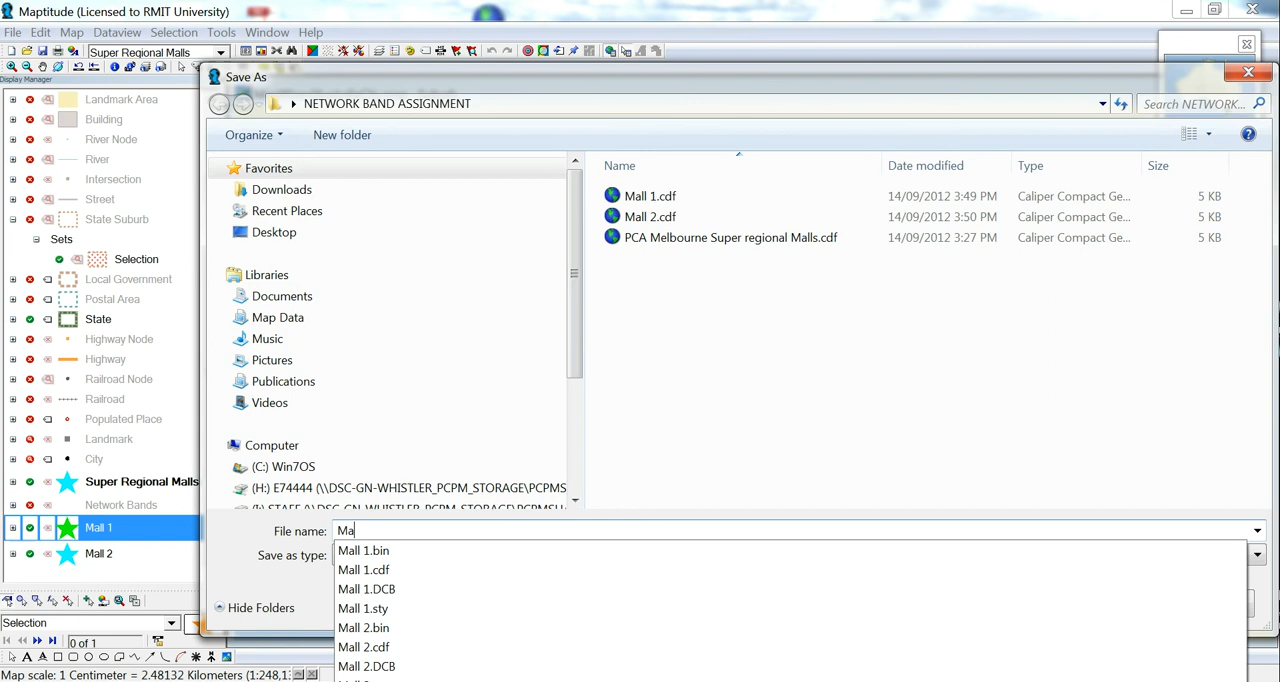 Maptitude (Licensed to RMIT University)
File Edit Map Dataview Selection Tools Window Help
Super Regional Malls
Display Manager
Landmark Area
Building
River Node
River
Intersection
Street
State Suburb
Sets
Selection
Local Government
Postal Area
State
Highway Node
Highway
Railroad Node
Railroad
Populated Place
Landmark
City
Super Regional Malls
Network Bands
Mall 1
Mall 2
Selection
0 of 1
Map scale: 1 Centimeter = 2.48132 Kilometers (1:248,1
Save As
NETWORK BAND ASSIGNMENT
Search NETWORK...
Organize New folder
Favorites
Downloads
Recent Places
Desktop
Libraries
Documents
Map Data
Music
Pictures
Publications
Videos
Computer
(C:) Win7OS
(H:) E74444 (\\DSC-GN-WHISTLER_PCPM_STORAGE\PCPMS
Name Date modified Type Size
Mall 1.cdf 14/09/2012 3:49 PM Caliper Compact Ge... 5 KB
Mall 2.cdf 14/09/2012 3:50 PM Caliper Compact Ge... 5 KB
PCA Melbourne Super regional Malls.cdf 14/09/2012 3:27 PM Caliper Compact Ge... 5 KB
File name: Ma
Save as type:
Mall 1.bin
Mall 1.cdf
Mall 1.DCB
Mall 1.sty
Mall 2.bin
Mall 2.cdf
Mall 2.DCB
Hide Folders